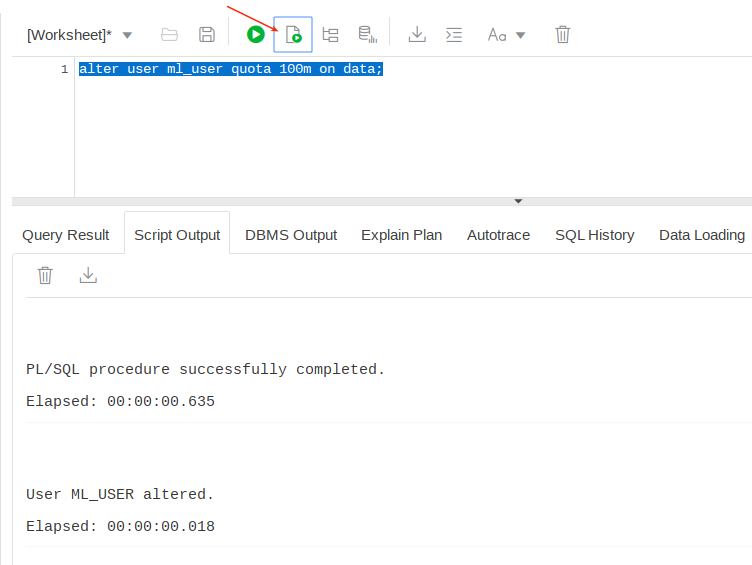 [Worksheet]*
Aa
1 alter user ml_user quota 100m on data;
Query Result Script Output DBMS Output Explain Plan Autotrace SQL History Data Loading
PL/SQL procedure successfully completed.
Elapsed: 00:00:00.635
User ML_USER altered.
Elapsed: 00:00:00.018